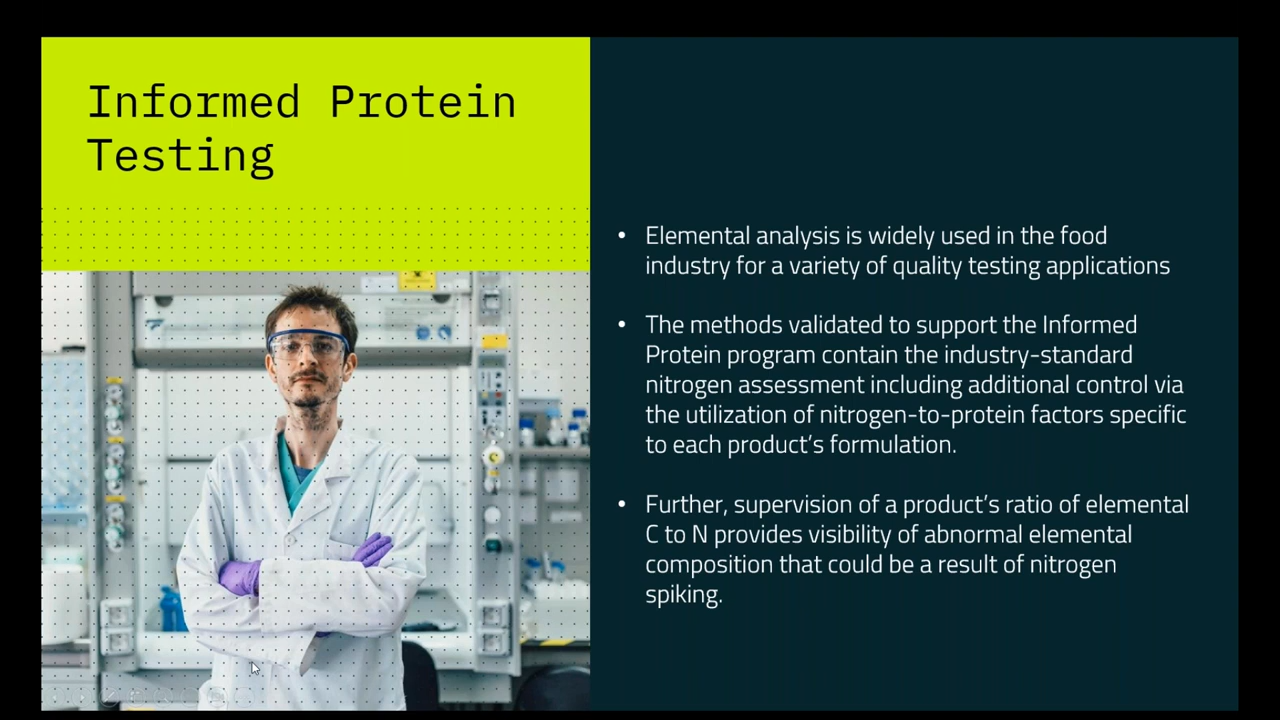 Informed Protein
Testing
• Elemental analysis is widely used in the food
industry for a variety of quality testing applications
• The methods validated to support the Informed
Protein program contain the industry-standard
nitrogen assessment including additional control via
the utilization of nitrogen-to-protein factors specific
to each product’s formulation.
• Further, supervision of a product’s ratio of elemental
C to N provides visibility of abnormal elemental
composition that could be a result of nitrogen
spiking.